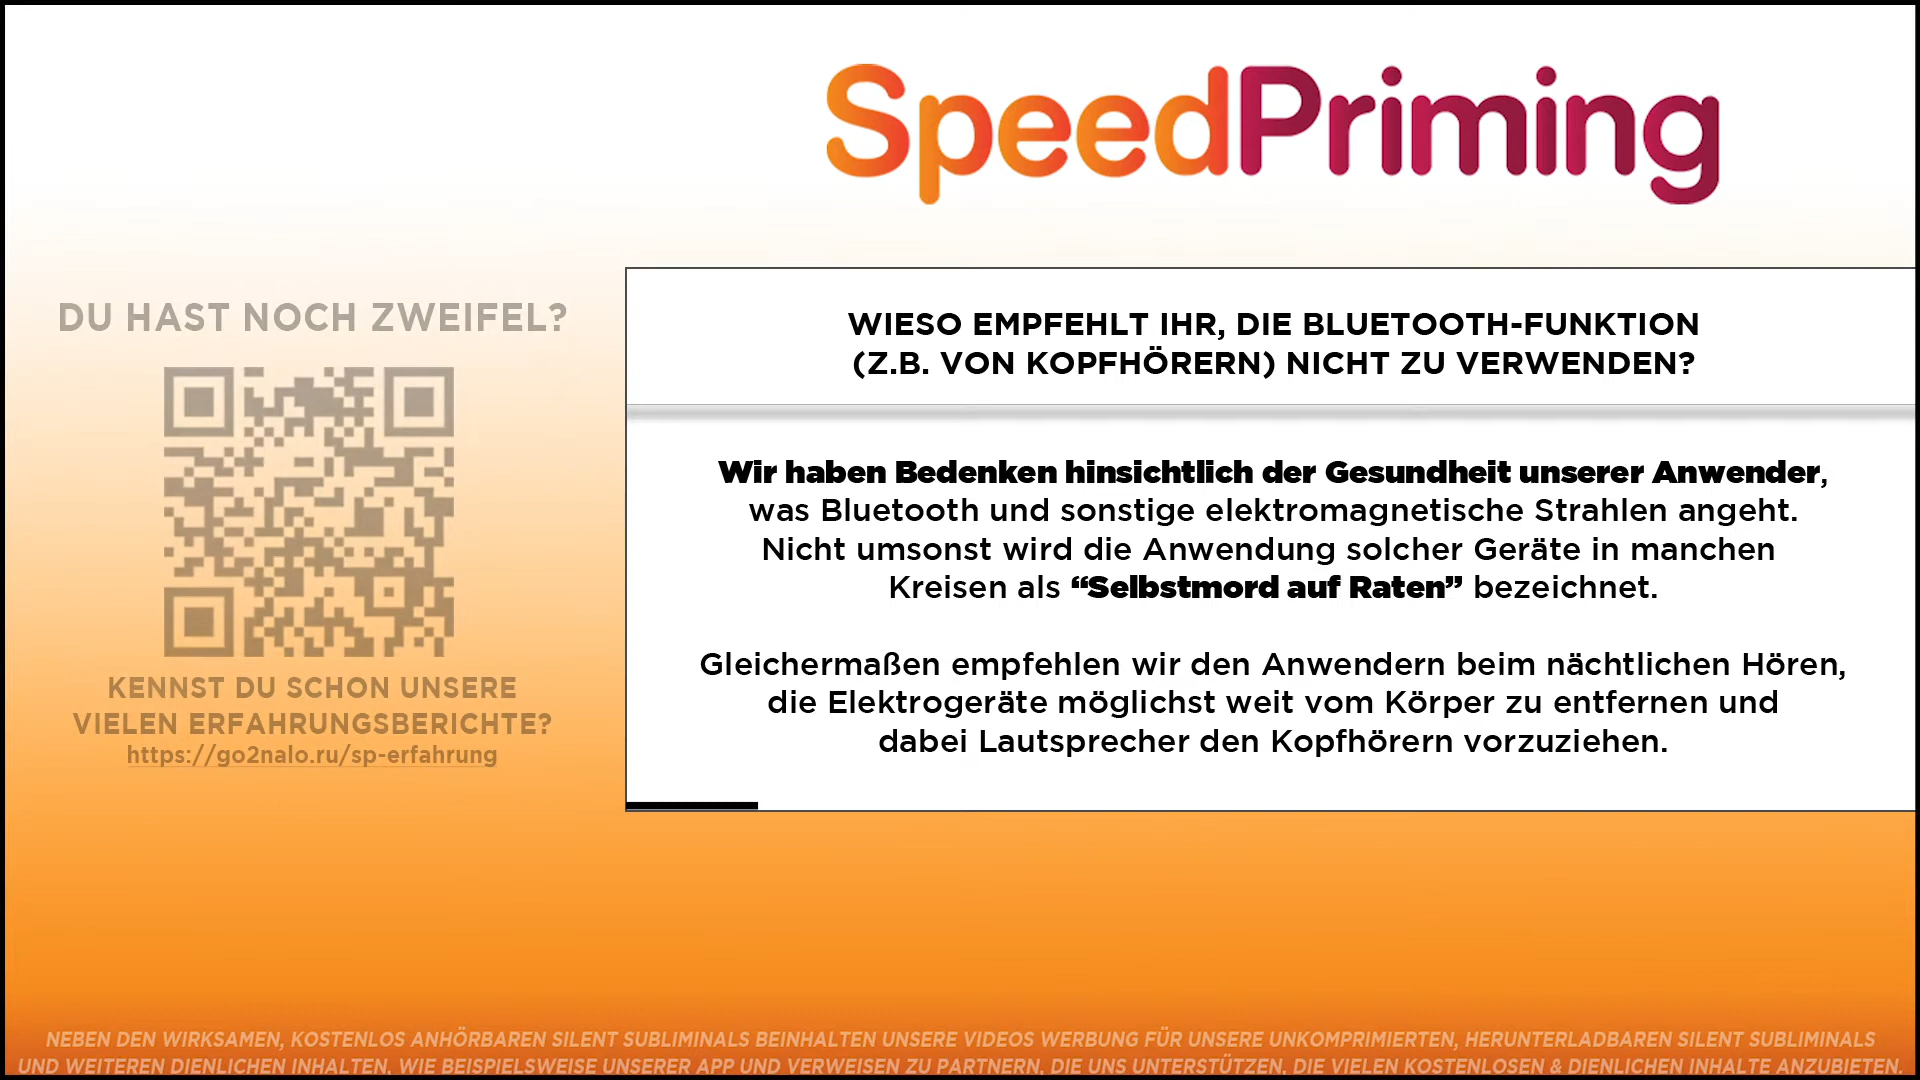 SpeedPriming
DU HAST NOCH ZWEIFEL?
KENNST DU SCHON UNSERE
VIELEN ERFAHRUNGSBERICHTE?
https://go2nalo.ru/sp-erfahrung
WIESO EMPFEHLT IHR, DIE BLUETOOTH-FUNKTION
(Z.B. VON KOPFHÖRERN) NICHT ZU VERWENDEN?
Wir haben Bedenken hinsichtlich der Gesundheit unserer Anwender,
was Bluetooth und sonstige elektromagnetische Strahlen angeht.
Nicht umsonst wird die Anwendung solcher Geräte in manchen
Kreisen als “Selbstmord auf Raten” bezeichnet.
Gleichermaßen empfehlen wir den Anwendern beim nächtlichen Hören,
die Elektrogeräte möglichst weit vom Körper zu entfernen und
dabei Lautsprecher den Kopfhörern vorzuziehen.
NEBEN DEN WIRKSAMEN, KOSTENLOS ANHÖRBAREN SILENT SUBLIMINALS BEINHALTEN UNSERE VIDEOS WERBUNG FÜR UNSERE UNKOMPRIMIERTEN, HERUNTERLADBAREN SILENT SUBLIMINALS
UND WEITEREN DIENLICHEN INHALTEN, WIE BEISPIELSWEISE UNSERER APP UND VERWEISEN ZU PARTNERN, DIE UNS UNTERSTÜTZEN, DIE VIELEN KOSTENLOSEN & DIENLICHEN INHALTE ANZUBIETEN.